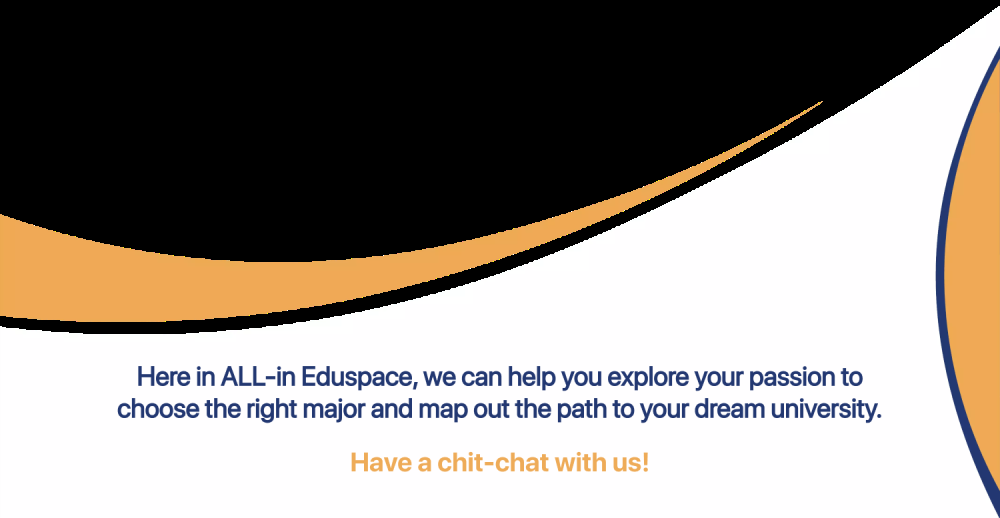 Here in ALL-in Eduspace, we can help you explore your passion to
choose the right major and map out the path to your dream university.
Have a chit-chat with us!